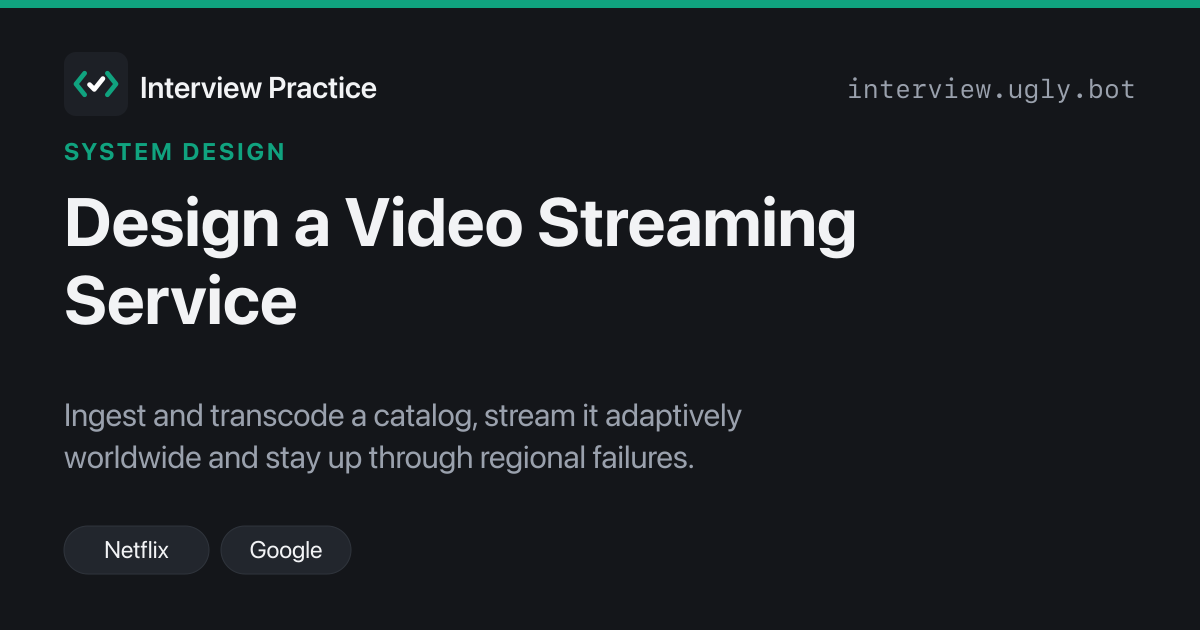 Interview Practice
interview.ugly.bot
SYSTEM DESIGN
Design a Video Streaming
Service
Ingest and transcode a catalog, stream it adaptively
worldwide and stay up through regional failures.
Netflix
Google